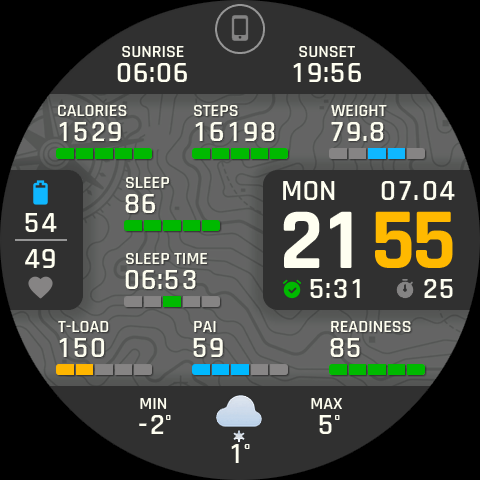 SUNRISE
06:06
SUNSET
19:56
CALORIES
1529
STEPS
16198
WEIGHT
79.8
54
49
SLEEP
86
SLEEP TIME
06:53
MON 07.04
21 55
5:31 25
T-LOAD
150
PAI
59
READINESS
85
MIN
-2°
1°
MAX
5°